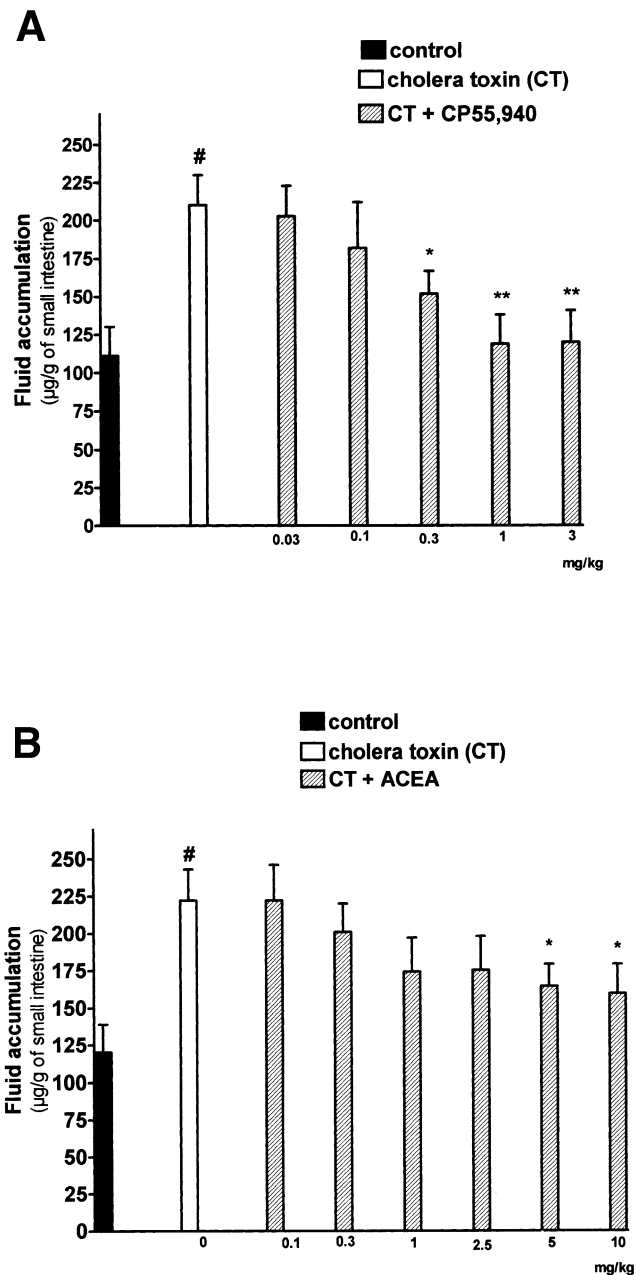 A
control
cholera toxin (CT)
CT + CP55,940
Fluid accumulation
(µg/g of small intestine)
250
225
200
175
150
125
100
75
50
25
0
#
*
**
**
0.03 0.1 0.3 1 3
mg/kg
B
control
cholera toxin (CT)
CT + ACEA
Fluid accumulation
(µg/g of small intestine)
250
225
200
175
150
125
100
75
50
25
0
#
*
*
0 0.1 0.3 1 2.5 5 10
mg/kg